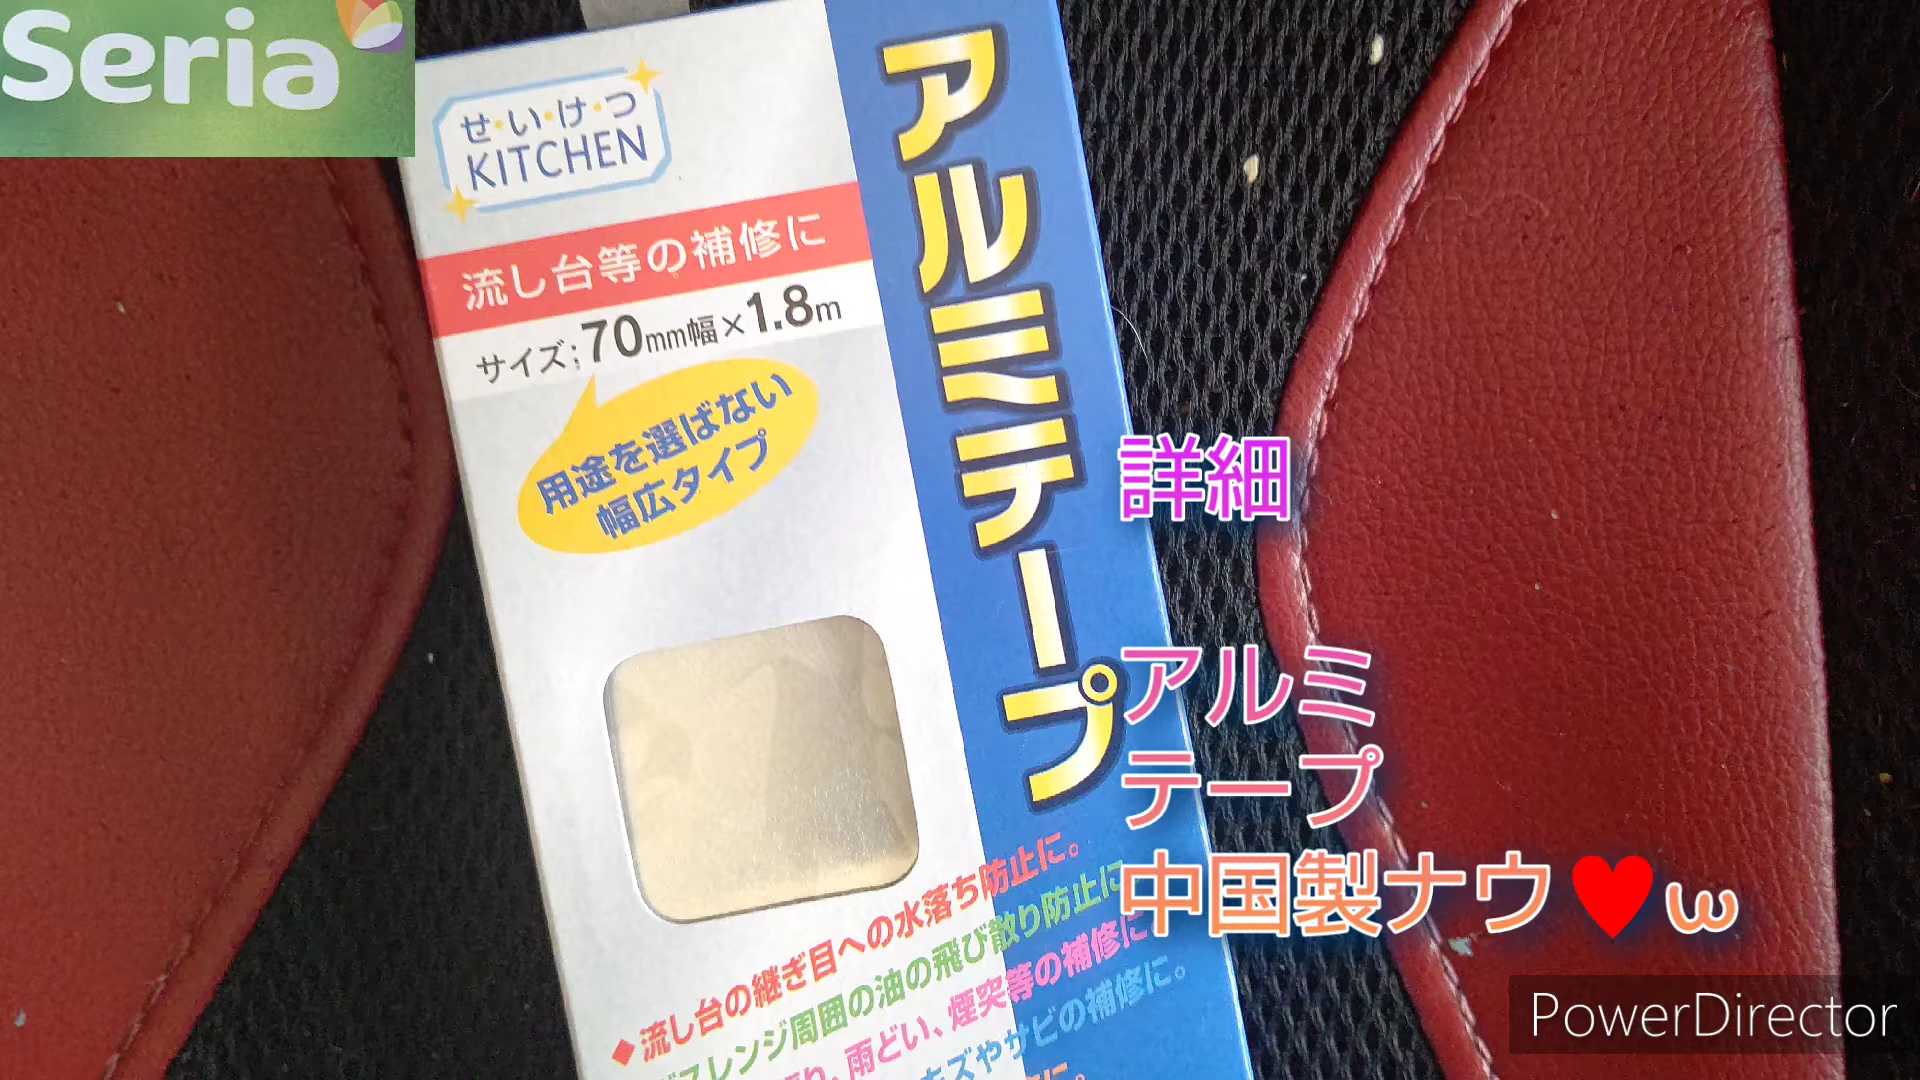 Seria
せ・い・け・つ
KITCHEN
流し台等の補修に
サイズ:70mm幅×1.8m
用途を選ばない
幅広タイプ
アルミテープ
◆流し台の継ぎ目への水落ち防止に。
レンジ周囲の油の飛び散り防止に
雨どい、煙突等の補修に
キズやサビの補修に。
に。
詳細
アルミ
テープ
中国製ナウ♥ω
PowerDirector